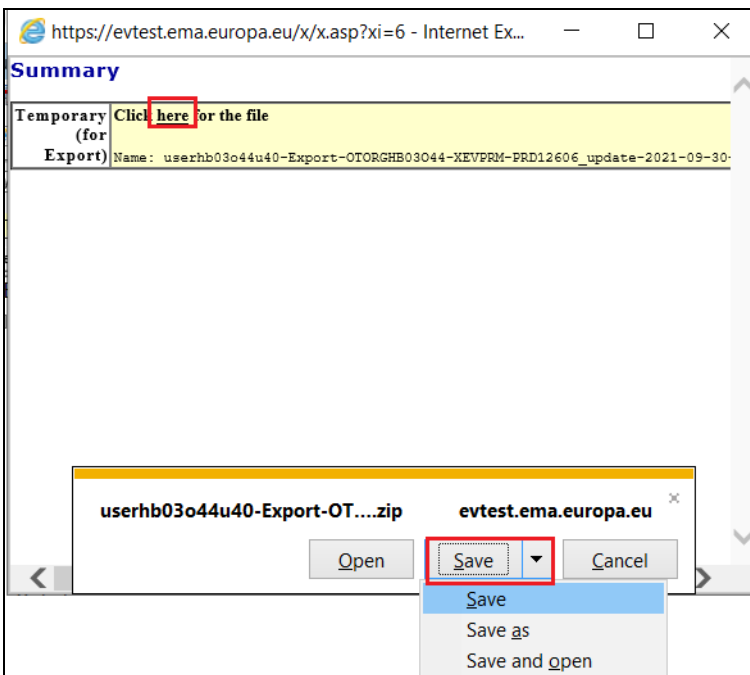 https://evtest.ema.europa.eu/x/x.asp?xi=6 - Internet Ex...
Summary
Temporary (for Export)
Click here for the file
Name: userhb03o44u40-Export-OTORGHB03O44-XEVPRM-PRD12606_update-2021-09-30-
userhb03o44u40-Export-OT....zip evtest.ema.europa.eu
Open Save Cancel
Save
Save as
Save and open